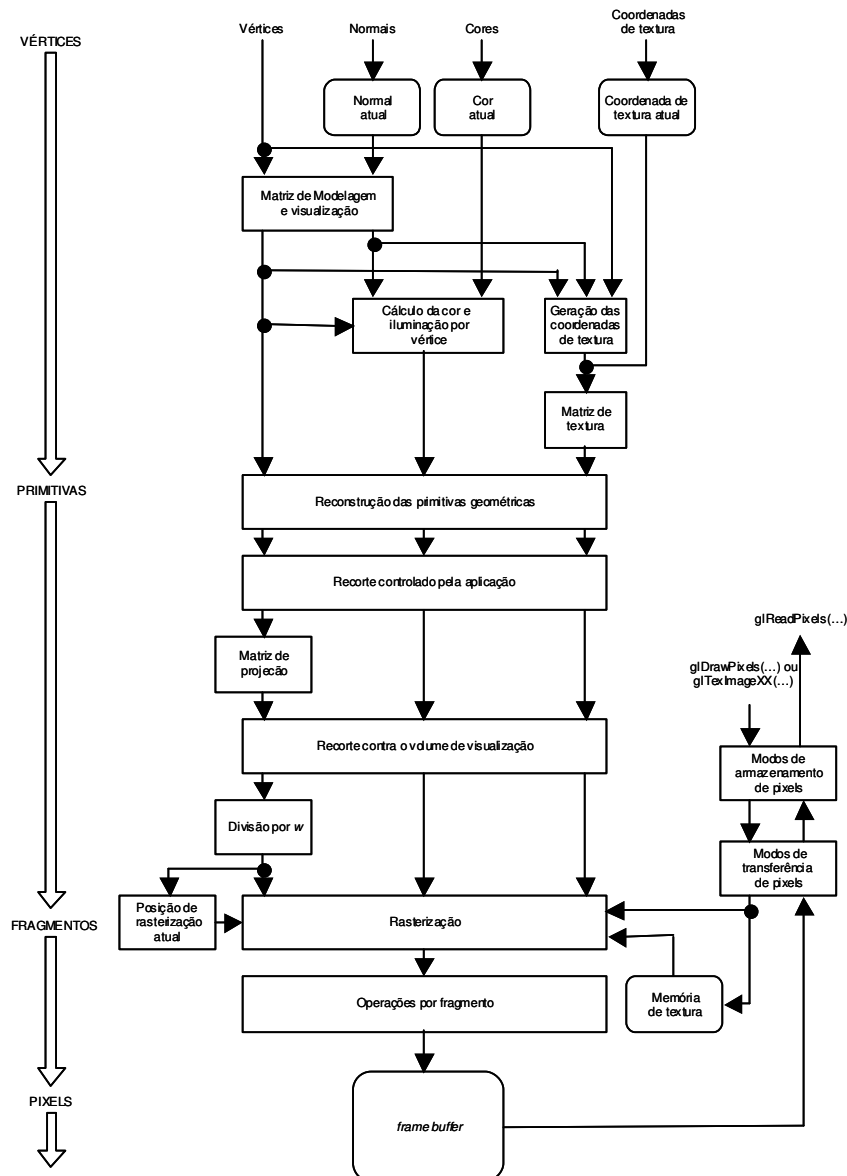 VÉRTICES
Vértices
Normais
Cores
Coordenadas
de textura
Normal
atual
Cor
atual
Coordenada de
textura atual
Matriz de Modelagem
e visualização
Cálculo da cor e
iluminação por
vértice
Geração das
coordenadas
de textura
Matriz de
textura
PRIMITIVAS
Reconstrução das primitivas geométricas
Recorte controlado pela aplicação
Matriz de
projecão
glReadPixels(...)
glDrawPixels(...) ou
glTexImageXX(...)
Recorte contra o volume de visualização
Modos de
armazenamento
de pixels
Divisão por w
Modos de
transferência
de pixels
FRAGMENTOS
Posição de
rasterização
atual
Rasterização
Operações por fragmento
Memória
de textura
PIXELS
frame buffer